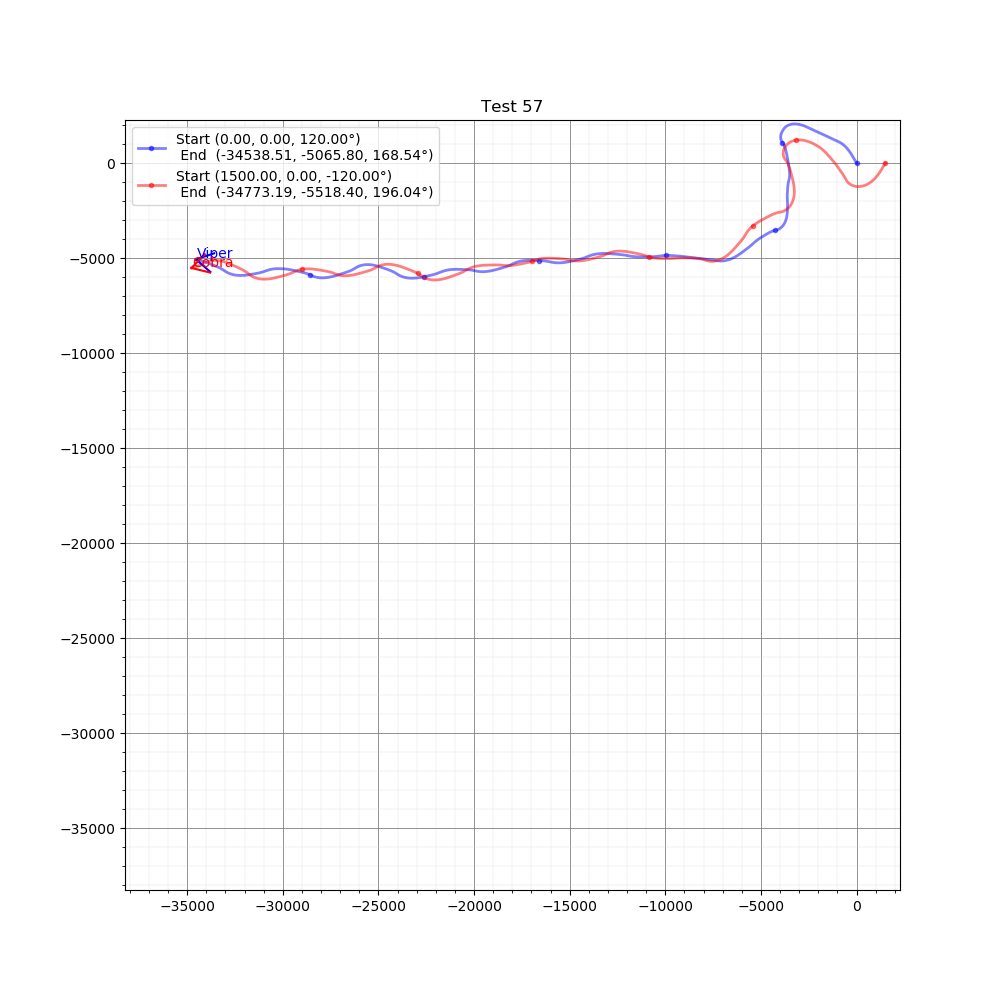 Test 57
Start (0.00, 0.00, 120.00°)
End (-34538.51, -5065.80, 168.54°)
Start (1500.00, 0.00, -120.00°)
End (-34773.19, -5518.40, 196.04°)
0
−5000
−10000
−15000
−20000
−25000
−30000
−35000
Viper
−35000 −30000 −25000 −20000 −15000 −10000 −5000 0